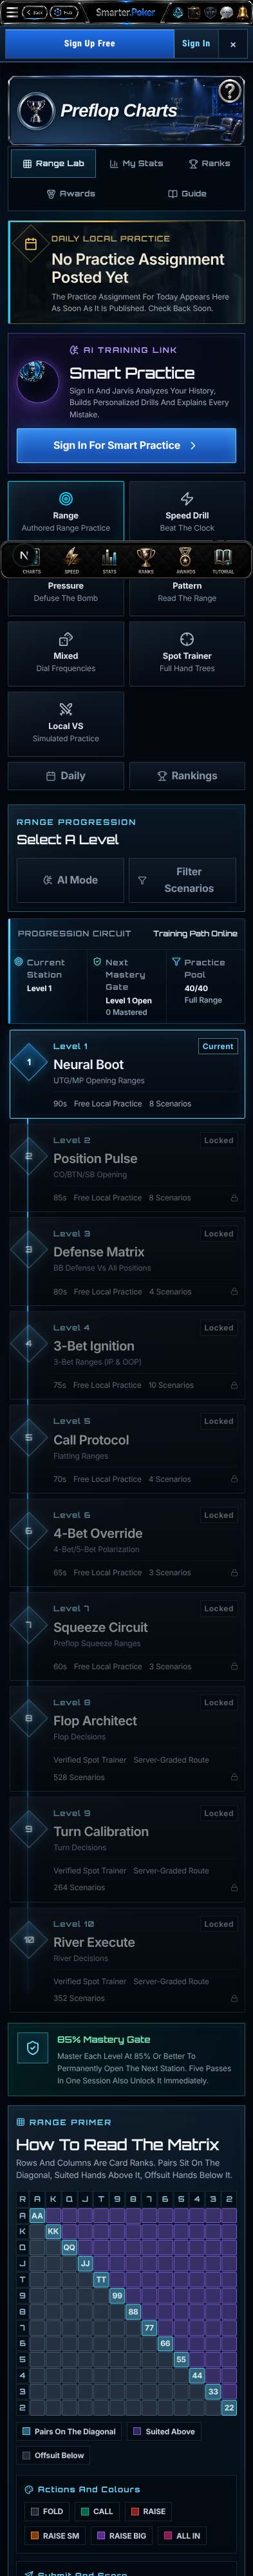 Back
Hub
Smarter.Poker
Sign Up Free
Sign In
×
Preflop Charts
?
Range Lab
My Stats
Ranks
Awards
Guide
DAILY LOCAL PRACTICE
No Practice Assignment
Posted Yet
The Practice Assignment For Today Appears Here
As Soon As It Is Published. Check Back Soon.
AI TRAINING LINK
Smart Practice
Sign In And Jarvis Analyzes Your History,
Builds Personalized Drills And Explains Every
Mistake.
Sign In For Smart Practice
Range
Authored Range Practice
Speed Drill
Beat The Clock
N
CHARTS
SPEED
STATS
RANKS
AWARDS
TUTORIAL
Pressure
Defuse The Bomb
Pattern
Read The Range
Mixed
Dial Frequencies
Spot Trainer
Full Hand Trees
Local VS
Simulated Practice
Daily
Rankings
RANGE PROGRESSION
Select A Level
AI Mode
Filter
Scenarios
PROGRESSION CIRCUIT
Training Path Online
Current
Station
Level 1
Next
Mastery
Gate
Level 1 Open
0 Mastered
Practice
Pool
40/40
Full Range
1
Level 1
Current
Neural Boot
UTG/MP Opening Ranges
90s Free Local Practice 8 Scenarios
2
Level 2
Locked
Position Pulse
CO/BTN/SB Opening
85s Free Local Practice 8 Scenarios
3
Level 3
Locked
Defense Matrix
BB Defense Vs All Positions
80s Free Local Practice 4 Scenarios
4
Level 4
Locked
3-Bet Ignition
3-Bet Ranges (IP & OOP)
75s Free Local Practice 10 Scenarios
5
Level 5
Locked
Call Protocol
Flatting Ranges
70s Free Local Practice 4 Scenarios
6
Level 6
Locked
4-Bet Override
4-Bet/5-Bet Polarization
65s Free Local Practice 3 Scenarios
7
Level 7
Locked
Squeeze Circuit
Preflop Squeeze Ranges
60s Free Local Practice 3 Scenarios
8
Level 8
Locked
Flop Architect
Flop Decisions
Verified Spot Trainer Server-Graded Route
528 Scenarios
9
Level 9
Locked
Turn Calibration
Turn Decisions
Verified Spot Trainer Server-Graded Route
264 Scenarios
10
Level 10
Locked
River Execute
River Decisions
Verified Spot Trainer Server-Graded Route
352 Scenarios
85% Mastery Gate
Master Each Level At 85% Or Better To
Permanently Open The Next Station. Five Passes
In One Session Also Unlock It Immediately.
RANGE PRIMER
How To Read The Matrix
Rows And Columns Are Card Ranks. Pairs Sit On The
Diagonal, Suited Hands Above It, Offsuit Hands Below It.
R A K Q J T 9 8 7 6 5 4 3 2
A AA
K KK
Q QQ
J JJ
T TT
9 99
8 88
7 77
6 66
5 55
4 44
3 33
2 22
Pairs On The Diagonal
Suited Above
Offsuit Below
Actions And Colours
FOLD
CALL
RAISE
RAISE SM
RAISE BIG
ALL IN
Submit And Score